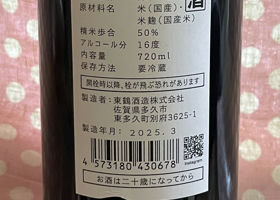 酒
原材料名　米（国産）・
米麹（国産米）
精米歩合　50％
アルコール分　16度
内容量　720㎖
保存方法　要冷蔵
開栓時以降、栓が飛ぶ恐れがあります
製造者：東鶴酒造株式会社
佐賀県多久市
東多久町別府3625-1
製造年月：2025.3
4 573180 430678
Instagram
お酒は二十歳になってから